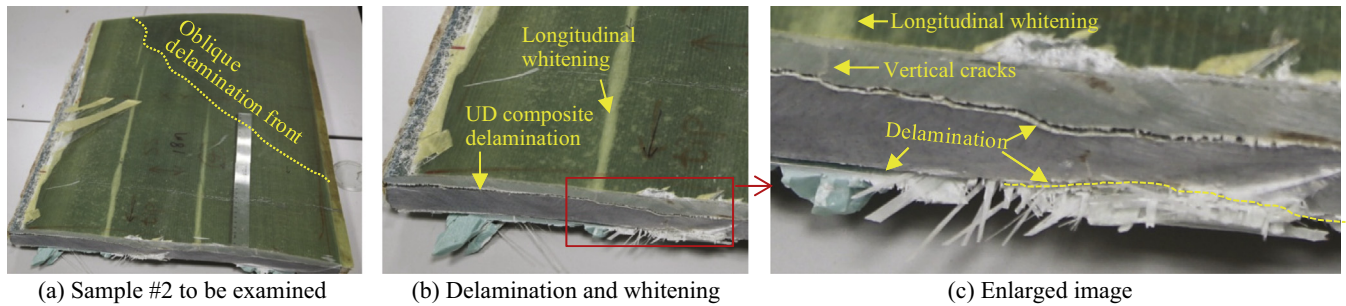 Oblique
delamination front
(a) Sample #2 to be examined
Longitudinal
whitening
UD composite
delamination
(b) Delamination and whitening
Longitudinal whitening
Vertical cracks
Delamination
(c) Enlarged image